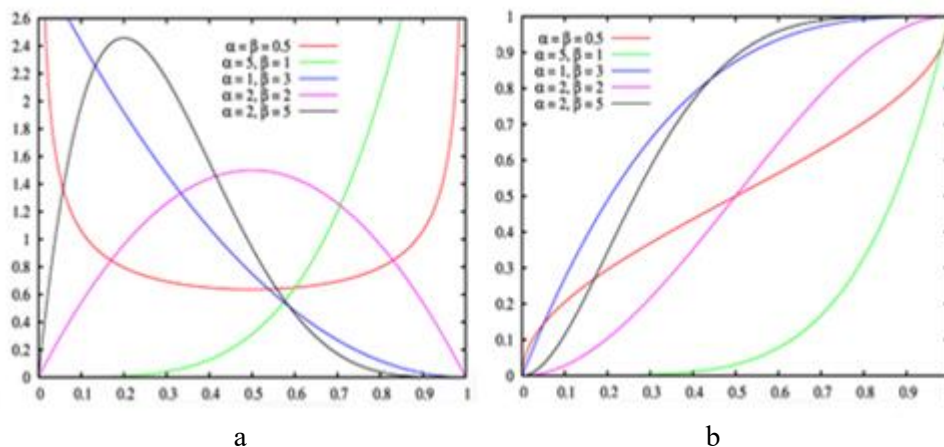 2.6
2.4
2.2
2
1.8
1.6
1.4
1.2
1
0.8
0.6
0.4
0.2
0
α = β = 0.5
α = 5, β = 1
α = 1, β = 3
α = 2, β = 2
α = 2, β = 5
0 0.1 0.2 0.3 0.4 0.5 0.6 0.7 0.8 0.9 1
a
1
0.9
0.8
0.7
0.6
0.5
0.4
0.3
0.2
0.1
0
α = β = 0.5
α = 5, β = 1
α = 1, β = 3
α = 2, β = 2
α = 2, β = 5
0 0.1 0.2 0.3 0.4 0.5 0.6 0.7 0.8 0.9
b